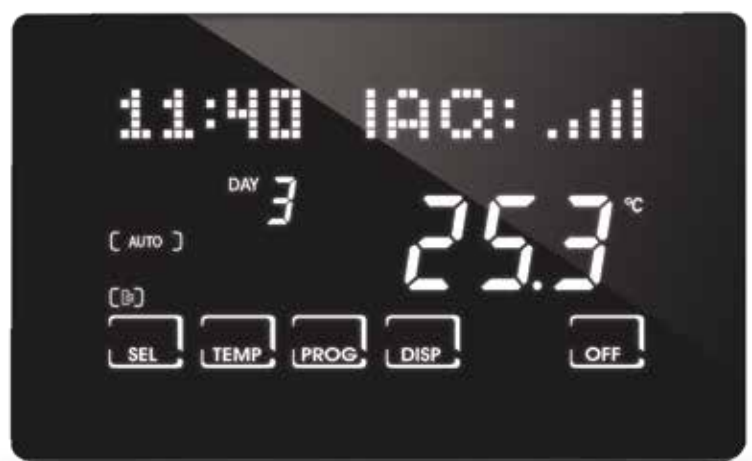 11:40 IAQ:
DAY 3
25.3 °C
[ AUTO ]
SEL TEMP PROG DISP OFF